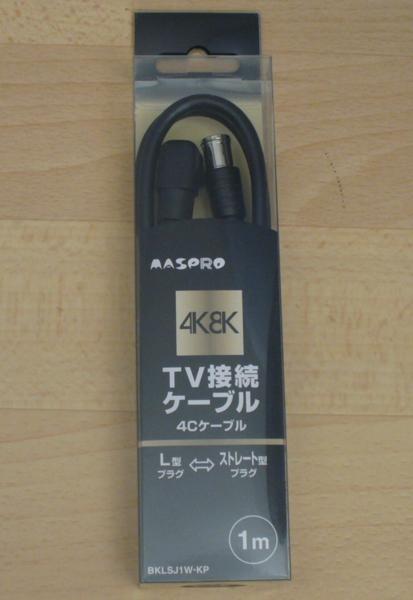 MASPRO
4K8K
TV接続
ケーブル
4Cケーブル
L型 ⇔ ストレート型
プラグ プラグ
1m
BKLSJ1W-KP